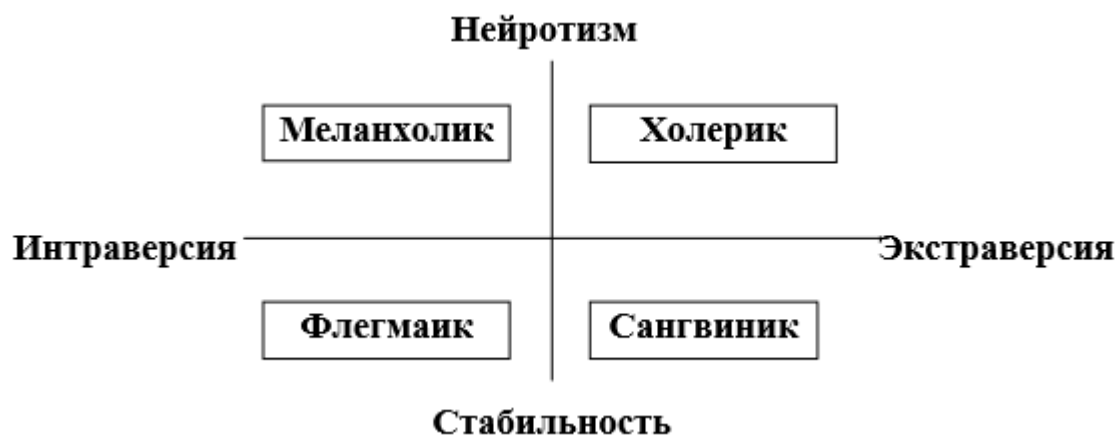 Нейротизм
Меланхолик Холерик
Интраверсия Экстраверсия
Флегмаик Сангвиник
Стабильность